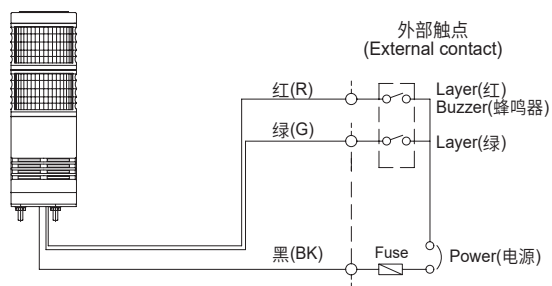 外部触点
(External contact)
红(R)
Layer(红)
Buzzer(蜂鸣器)
绿(G)
Layer(绿)
黑(BK)
Fuse
Power(电源)